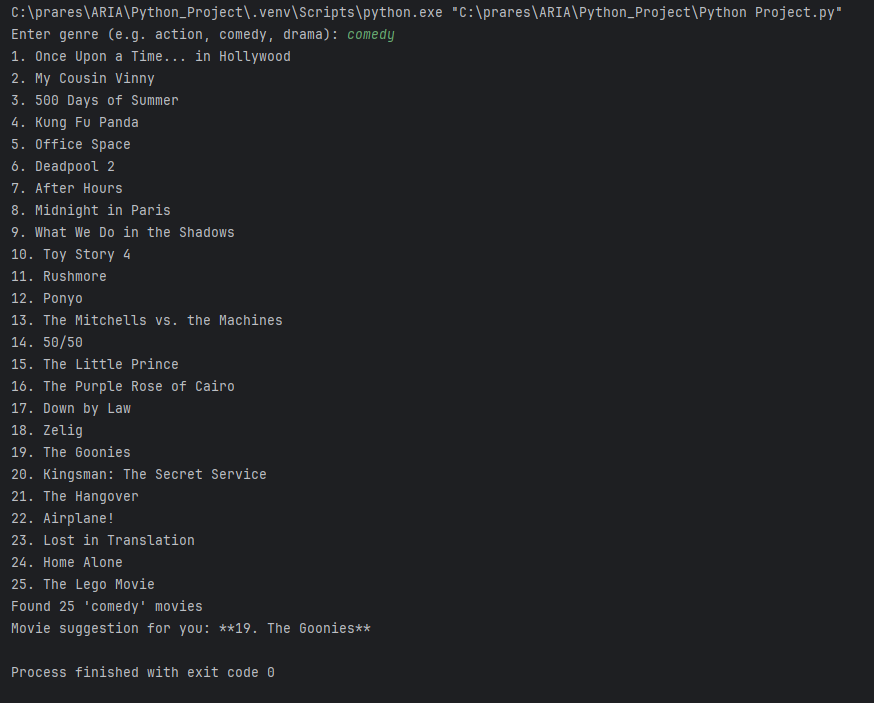 C:\prares\ARIA\Python_Project\.venv\Scripts\python.exe "C:\prares\ARIA\Python_Project\Python Project.py"
Enter genre (e.g. action, comedy, drama): comedy
1. Once Upon a Time... in Hollywood
2. My Cousin Vinny
3. 500 Days of Summer
4. Kung Fu Panda
5. Office Space
6. Deadpool 2
7. After Hours
8. Midnight in Paris
9. What We Do in the Shadows
10. Toy Story 4
11. Rushmore
12. Ponyo
13. The Mitchells vs. the Machines
14. 50/50
15. The Little Prince
16. The Purple Rose of Cairo
17. Down by Law
18. Zelig
19. The Goonies
20. Kingsman: The Secret Service
21. The Hangover
22. Airplane!
23. Lost in Translation
24. Home Alone
25. The Lego Movie
Found 25 'comedy' movies
Movie suggestion for you: **19. The Goonies**
Process finished with exit code 0